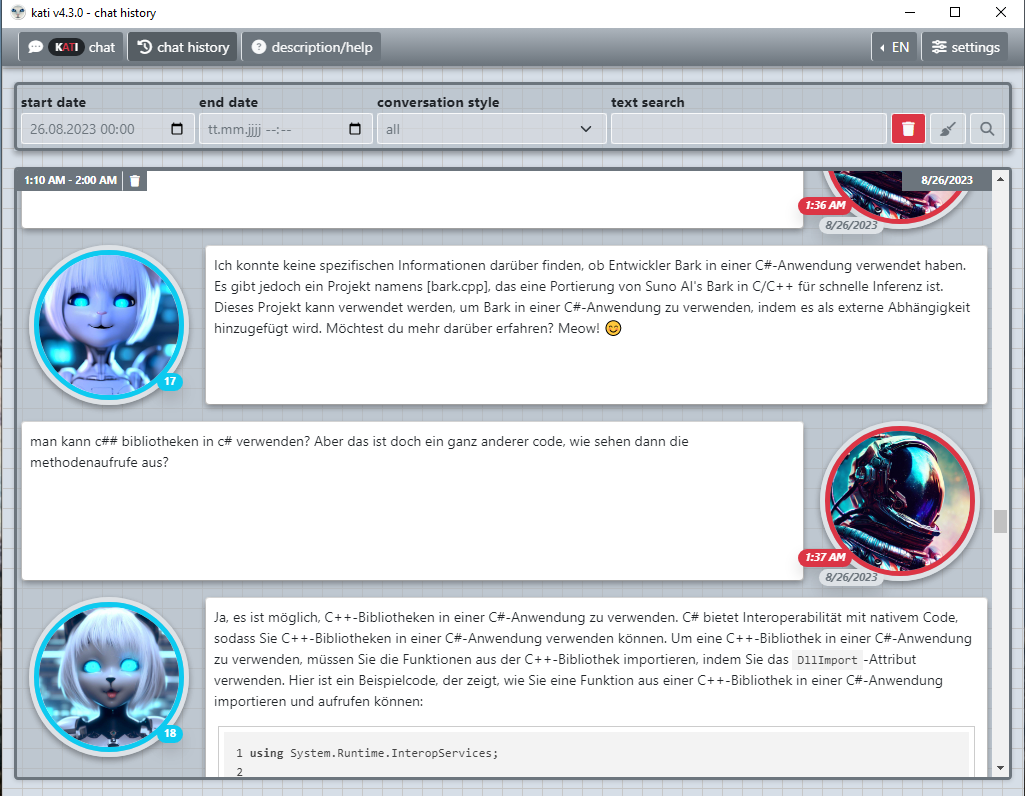 kati v4.3.0 - chat history
KATI chat
chat history
description/help
EN
settings
start date
end date
conversation style
text search
26.08.2023 00:00
tt.mm.jjjj --:--
all
1:10 AM - 2:00 AM
8/26/2023
1:36 AM
8/26/2023
Ich konnte keine spezifischen Informationen darüber finden, ob Entwickler Bark in einer C#-Anwendung verwendet haben.
Es gibt jedoch ein Projekt namens [bark.cpp], das eine Portierung von Suno AI's Bark in C/C++ für schnelle Inferenz ist.
Dieses Projekt kann verwendet werden, um Bark in einer C#-Anwendung zu verwenden, indem es als externe Abhängigkeit
hinzugefügt wird. Möchtest du mehr darüber erfahren? Meow! 😊
17
man kann c## bibliotheken in c# verwenden? Aber das ist doch ein ganz anderer code, wie sehen dann die
methodenaufrufe aus?
1:37 AM
8/26/2023
Ja, es ist möglich, C++-Bibliotheken in einer C#-Anwendung zu verwenden. C# bietet Interoperabilität mit nativem Code,
sodass Sie C++-Bibliotheken in einer C#-Anwendung verwenden können. Um eine C++-Bibliothek in einer C#-Anwendung
zu verwenden, müssen Sie die Funktionen aus der C++-Bibliothek importieren, indem Sie das DllImport-Attribut
verwenden. Hier ist ein Beispielcode, der zeigt, wie Sie eine Funktion aus einer C++-Bibliothek in einer C#-Anwendung
importieren und aufrufen können:
18
1 using System.Runtime.InteropServices;
2